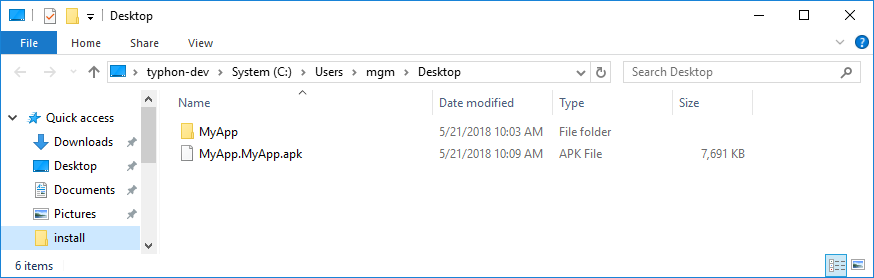 Desktop
File Home Share View
typhon-dev System (C:) Users mgm Desktop Search Desktop
Name Date modified Type Size
Quick access
Downloads
Desktop
Documents
Pictures
install
MyApp 5/21/2018 10:03 AM File folder
MyApp.MyApp.apk 5/21/2018 10:09 AM APK File 7,691 KB
6 items